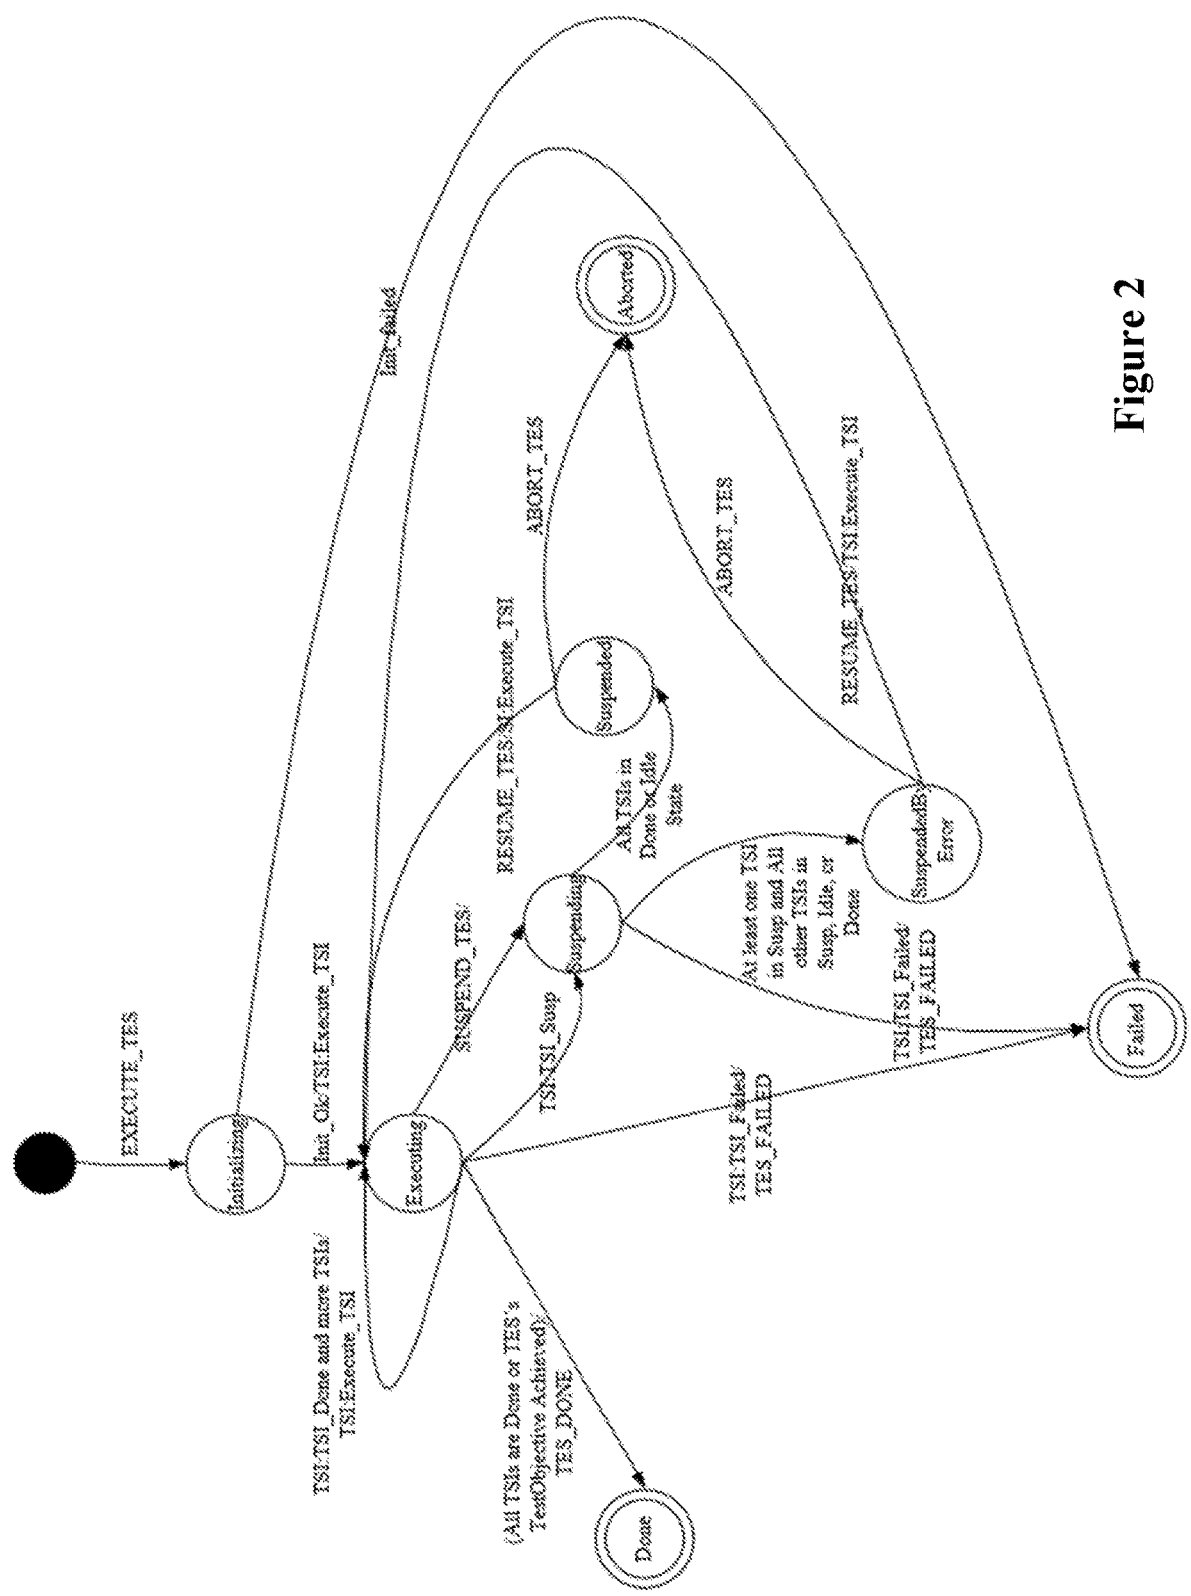 EXECUTE_TES
Initializing
Init_failed
Init_Ok/TSI:Execute_TSI
TSI:TSI_Done and more TSIs/
TSI:Execute_TSI
Executing
SUSPEND_TES/
TSI:TSI_Susp
Suspending
RESUME_TES/SI:Execute_TSI
ABORT_TES
Suspended
Aborted
All TSIs in
Done or Idle
State
ABORT_TES
At least one TSI
in Susp and All
other TSIs in
Susp, Idle, or
Done
RESUME_TES/TSI:Execute_TSI
SuspendedBy
Error
(All TSIs are Done or TES's
TestObjective Achieved)/
TES_DONE
Done
TSI:TSI_Failed/
TES_FAILED
TSI:TSI_Failed/
TES_FAILED
Failed
Figure 2